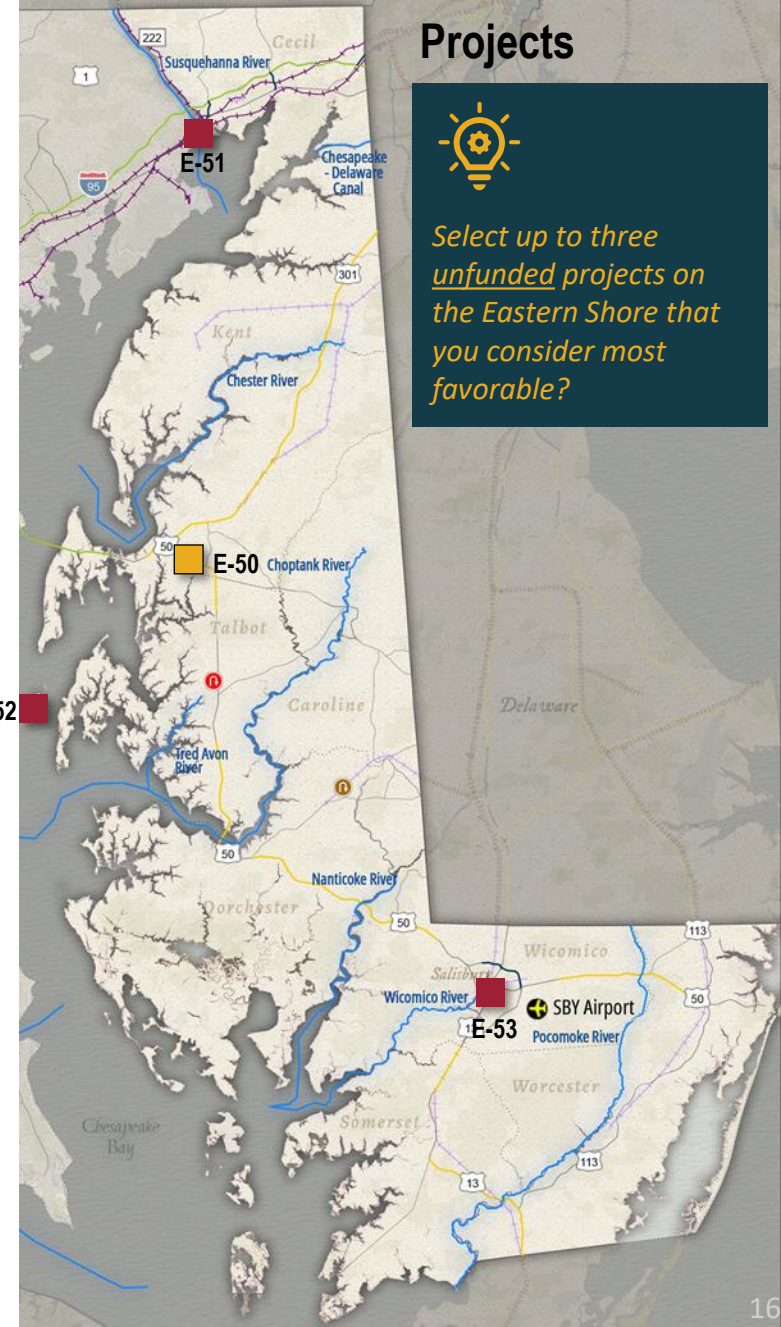 Projects
Select up to three
unfunded projects on
the Eastern Shore that
you consider most
favorable?
222
Cecil
Susquehanna River
1
E-51
95
Chesapeake
- Delaware
Canal
301
Kent
Chester River
50
E-50
Choptank River
Talbot
52
Caroline
Delaware
Tred Avon
River
50
Nanticoke River
Dorchester
50
113
Wicomico
Salisbury
Wicomico River
SBY Airport
50
E-53
Pocomoke River
Worcester
Chesapeake
Bay
Somerset
113
13
16